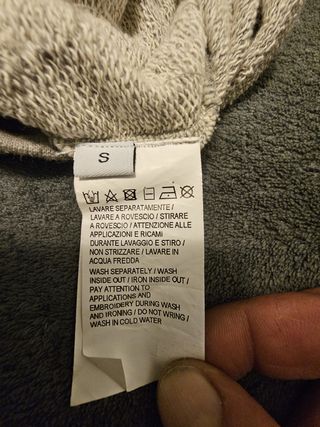 S
LAVARE SEPARATAMENTE /
LAVARE A ROVESCIO / STIRARE
A ROVESCIO / ATTENZIONE ALLE
APPLICAZIONI E RICAMI
DURANTE LAVAGGIO E STIRO /
NON STRIZZARE / LAVARE IN
ACQUA FREDDA
WASH SEPARATELY / WASH
INSIDE OUT / IRON INSIDE OUT /
PAY ATTENTION TO
APPLICATIONS AND
EMBROIDERY DURING WASH
AND IRONING / DO NOT WRING /
WASH IN COLD WATER